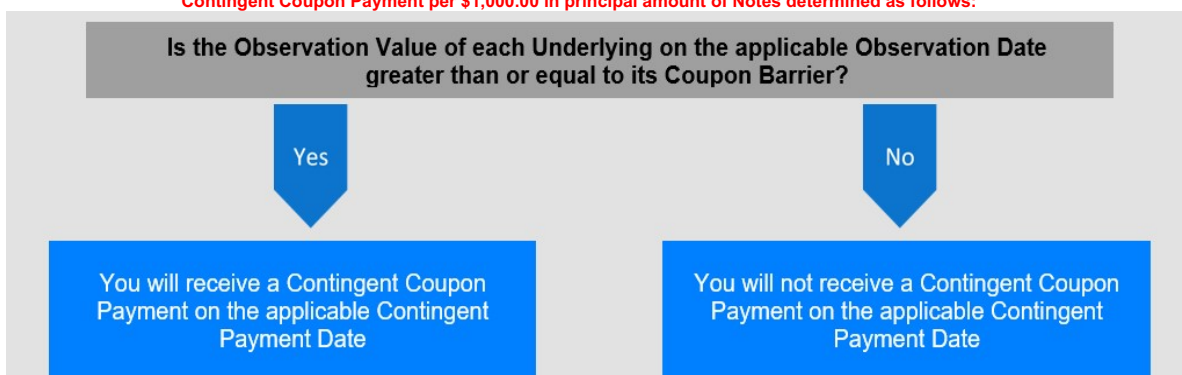 Contingent Coupon Payment per $1,000.00 in principal amount of Notes determined as follows:
Is the Observation Value of each Underlying on the applicable Observation Date
greater than or equal to its Coupon Barrier?
Yes
No
You will receive a Contingent Coupon
Payment on the applicable Contingent
Payment Date
You will not receive a Contingent Coupon
Payment on the applicable Contingent
Payment Date